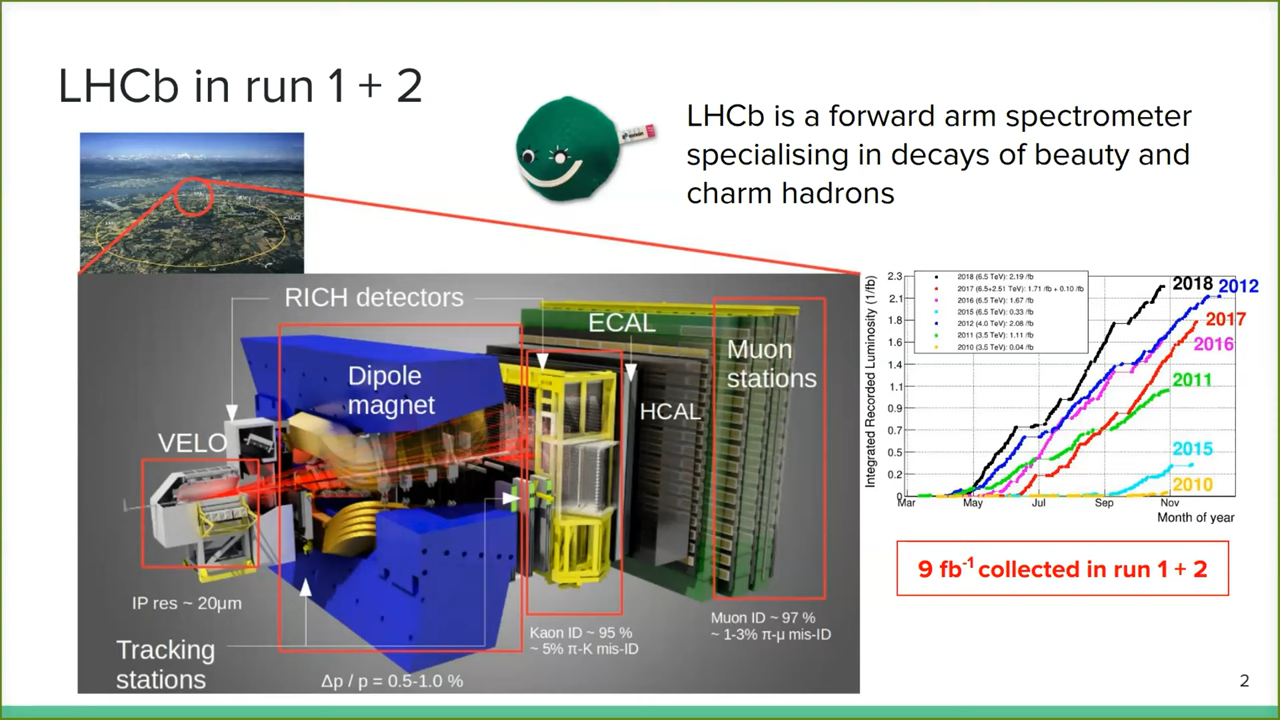 LHCb in run 1 + 2
LHCb is a forward arm spectrometer
specialising in decays of beauty and
charm hadrons
RICH detectors
ECAL
Dipole
magnet
Muon
stations
HCAL
VELO
IP res ~ 20μm
Tracking
stations
Δp / p = 0.5-1.0 %
Kaon ID ~ 95 %
~ 5% π-K mis-ID
Muon ID ~ 97 %
~ 1-3% π-μ mis-ID
Integrated Recorded Luminosity (1/fb)
2.3
2.1
1.8
1.6
1.4
1.1
0.9
0.7
0.5
0.2
0
2018 (6.5 TeV): 2.19 /fb
2017 (6.5+2.51 TeV): 1.71 /fb + 0.10 /fb
2016 (6.5 TeV): 1.67 /fb
2015 (6.5 TeV): 0.33 /fb
2012 (4.0 TeV): 2.08 /fb
2011 (3.5 TeV): 1.11 /fb
2010 (3.5 TeV): 0.04 /fb
2018
2012
2017
2016
2011
2015
2010
Mar May Jul Sep Nov
Month of year
9 fb⁻¹ collected in run 1 + 2
2